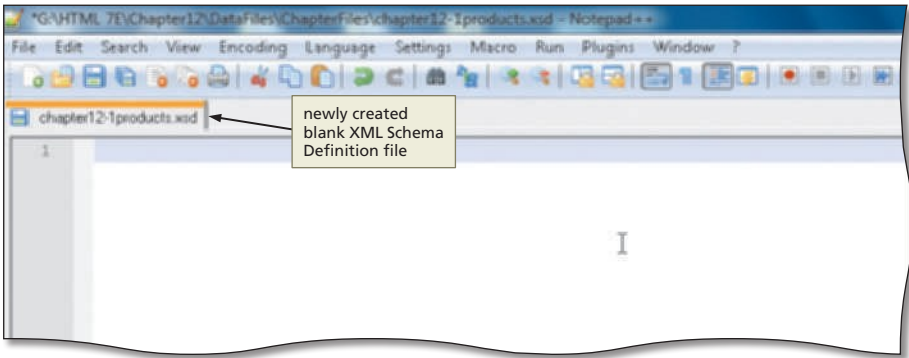 *G:\HTML 7E\Chapter12\DataFiles\ChapterFiles\chapter12-1products.xsd - Notepad++
File Edit Search View Encoding Language Settings Macro Run Plugins Window ?
chapter12-1products.xsd
newly created
blank XML Schema
Definition file
1